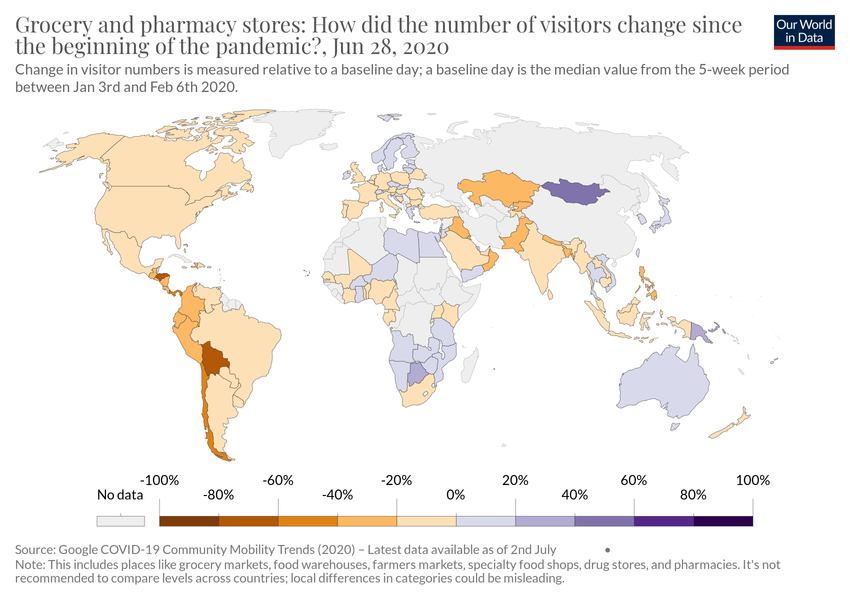 Grocery and pharmacy stores: How did the number of visitors change since
the beginning of the pandemic?, Jun 28, 2020
Our World
in Data
Change in visitor numbers is measured relative to a baseline day; a baseline day is the median value from the 5-week period
between Jan 3rd and Feb 6th 2020.
No data
-100%
-80%
-60%
-40%
-20%
0%
20%
40%
60%
80%
100%
Source: Google COVID-19 Community Mobility Trends (2020) – Latest data available as of 2nd July •
Note: This includes places like grocery markets, food warehouses, farmers markets, specialty food shops, drug stores, and pharmacies. It's not
recommended to compare levels across countries; local differences in categories could be misleading.